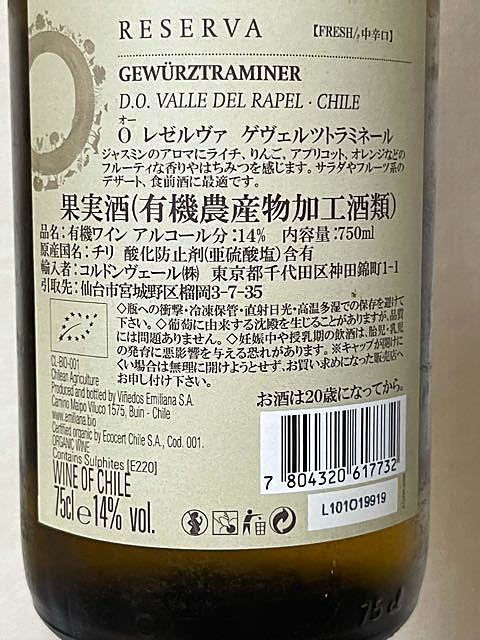 RESERVA
【FRESH/中辛口】
GEWÜRZTRAMINER
D.O. VALLE DEL RAPEL · CHILE
オー
O レゼルヴァ ゲヴェルツトラミネール
ジャスミンのアロマにライチ、りんご、アプリコット、オレンジなどの
フルーティな香りやはちみつを感じます。サラダやフルーツ系の
デザート、食前酒に最適です。
果実酒(有機農産物加工酒類)
品名:有機ワイン アルコール分:14% 内容量:750ml
原産国名:チリ 酸化防止剤(亜硫酸塩)含有
輸入者:コルドンヴェール(株) 東京都千代田区神田錦町1-1
引取先:仙台市宮城野区榴岡3-7-35
◇瓶への衝撃・冷凍保管・直射日光・高温多湿での保存を避けて
下さい。◇葡萄に由来する沈殿を生じることがありますが、品質
には問題ありません。◇妊娠中や授乳期の飲酒は、胎児・乳児
の発育に悪影響を与える恐れがあります。※キャップが開けに
くい場合は無理に開けようとせず、お買い求めになった販売店へ
お申し付け下さい。
CL-BIO-001
Chilean Agriculture
Produced and bottled by Viñedos Emiliana S.A.
Camino Maipo Viluco 1575, Buin - Chile
www.emiliana.bio
Certified organic by Ecocert Chile S.A., Cod. 001.
ORGANIC WINE
Contains Sulphites [E220]
WINE OF CHILE
75cl e 14% vol.
お酒は20歳になってから。
7 804320 617732
L101O19919
75cl